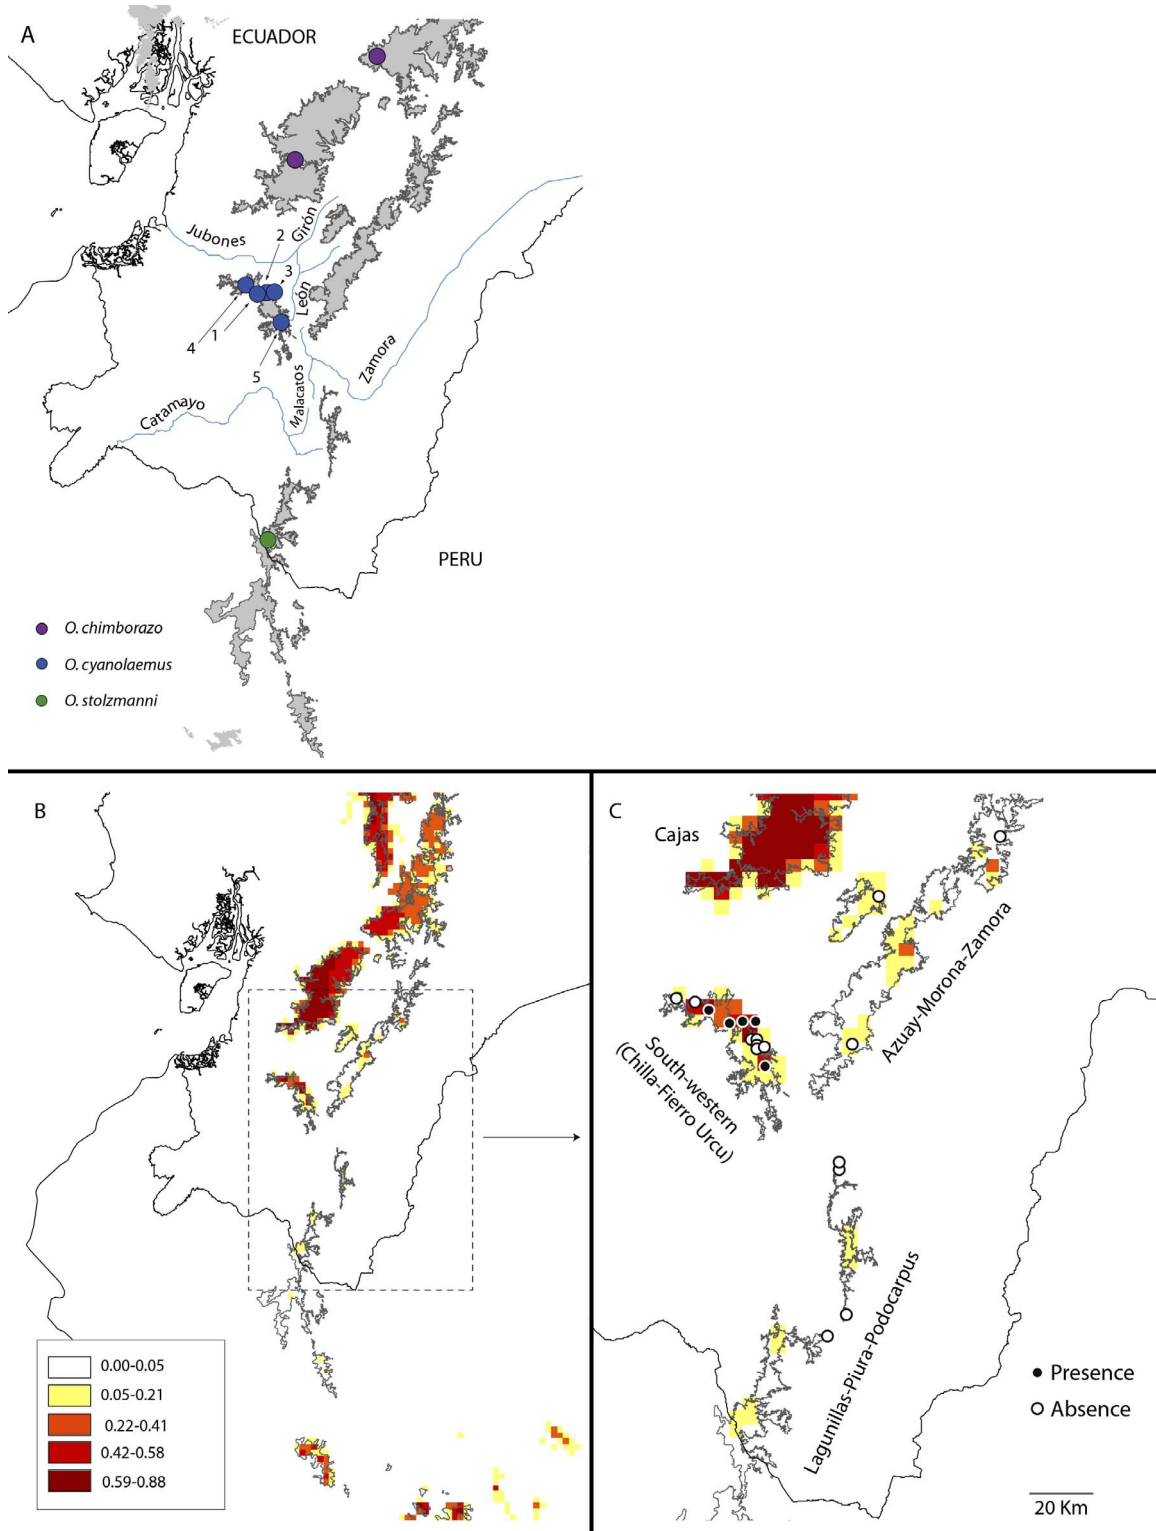 A
ECUADOR
Jubones
Girón
2
3
León
4
1
5
Malacatos
Zamora
Catamayo
PERU
O. chimborazo
O. cyanolaemus
O. stolzmanni
B
0.00-0.05
0.05-0.21
0.22-0.41
0.42-0.58
0.59-0.88
C
Cajas
Azuay-Morona-Zamora
South-western
(Chilla-Fierro Urcu)
Lagunillas-Piura-Podocarpus
Presence
Absence
20 Km